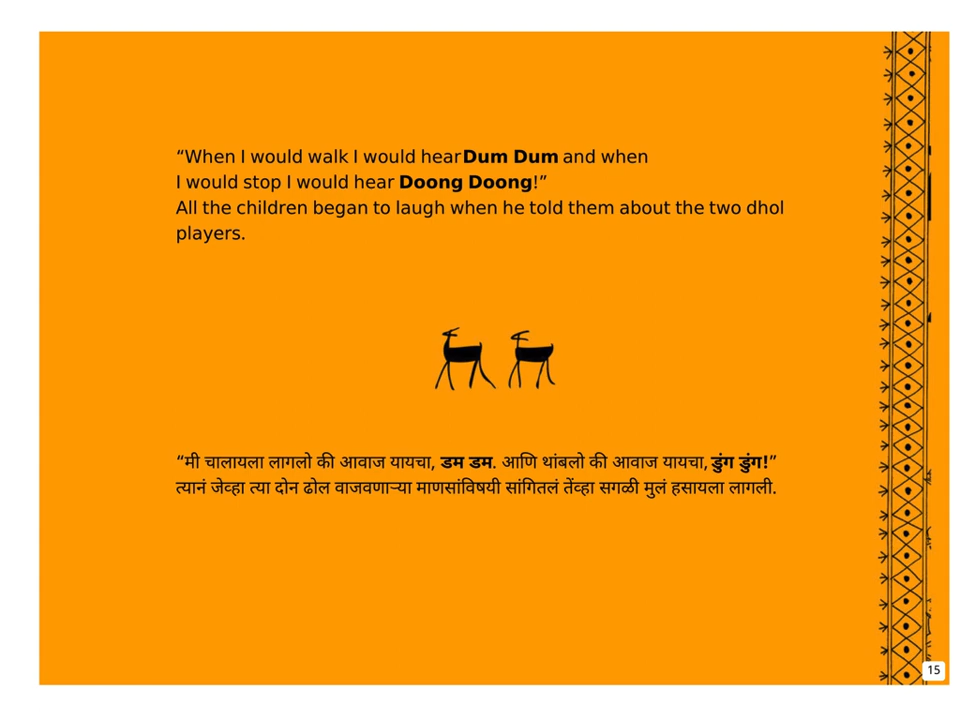 “When I would walk I would hear Dum Dum and when
I would stop I would hear Doong Doong!”
All the children began to laugh when he told them about the two dhol
players.
“मी चालायला लागलो की आवाज यायचा, डम डम. आणि थांबलो की आवाज यायचा, डुंग डुंग!”
त्यानं जेव्हा त्या दोन ढोल वाजवणाऱ्या माणसांविषयी सांगितलं तेंव्हा सगळी मुलं हसायला लागली.
15